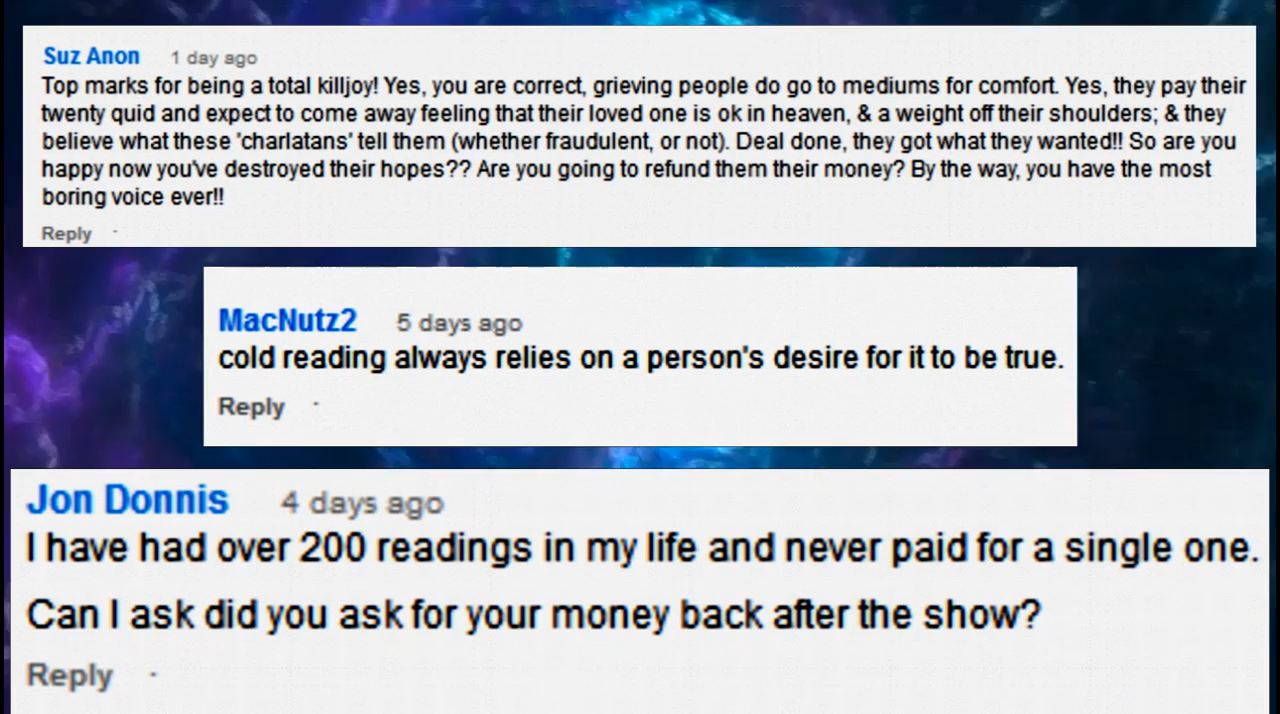 Suz Anon 1 day ago
Top marks for being a total killjoy! Yes, you are correct, grieving people do go to mediums for comfort. Yes, they pay their
twenty quid and expect to come away feeling that their loved one is ok in heaven, & a weight off their shoulders; & they
believe what these 'charlatans' tell them (whether fraudulent, or not). Deal done, they got what they wanted!! So are you
happy now you've destroyed their hopes?? Are you going to refund them their money? By the way, you have the most
boring voice ever!!
Reply ·
MacNutz2 5 days ago
cold reading always relies on a person's desire for it to be true.
Reply ·
Jon Donnis 4 days ago
I have had over 200 readings in my life and never paid for a single one.
Can I ask did you ask for your money back after the show?
Reply ·